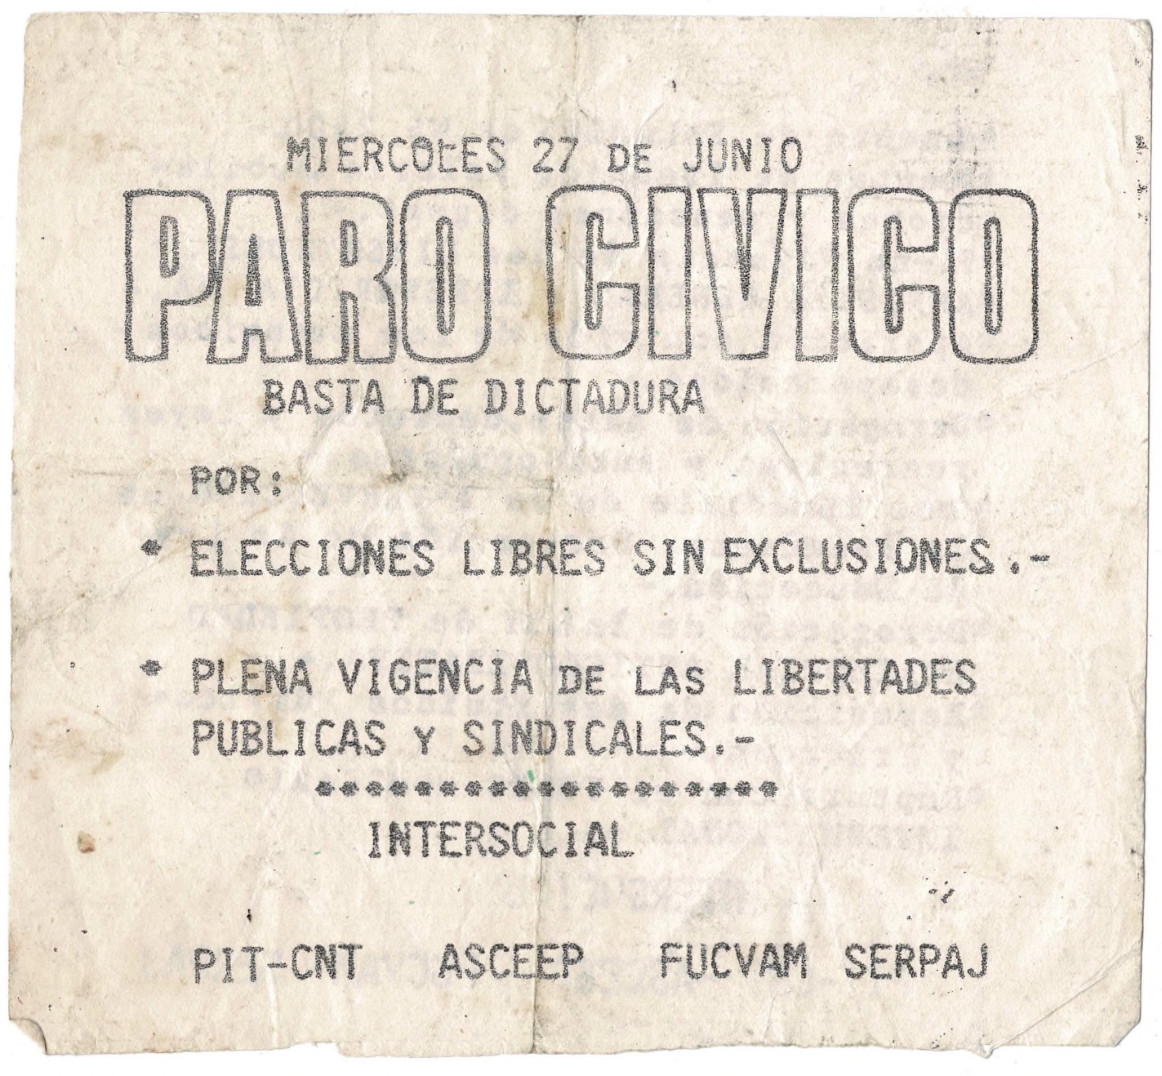 MIERCOLES 27 DE JUNIO
PARO CIVICO
BASTA DE DICTADURA
POR:
* ELECCIONES LIBRES SIN EXCLUSIONES.-
* PLENA VIGENCIA DE LAS LIBERTADES
PUBLICAS Y SINDICALES.-
*******************
INTERSOCIAL
PIT-CNT ASCEEP FUCVAM SERPAJ